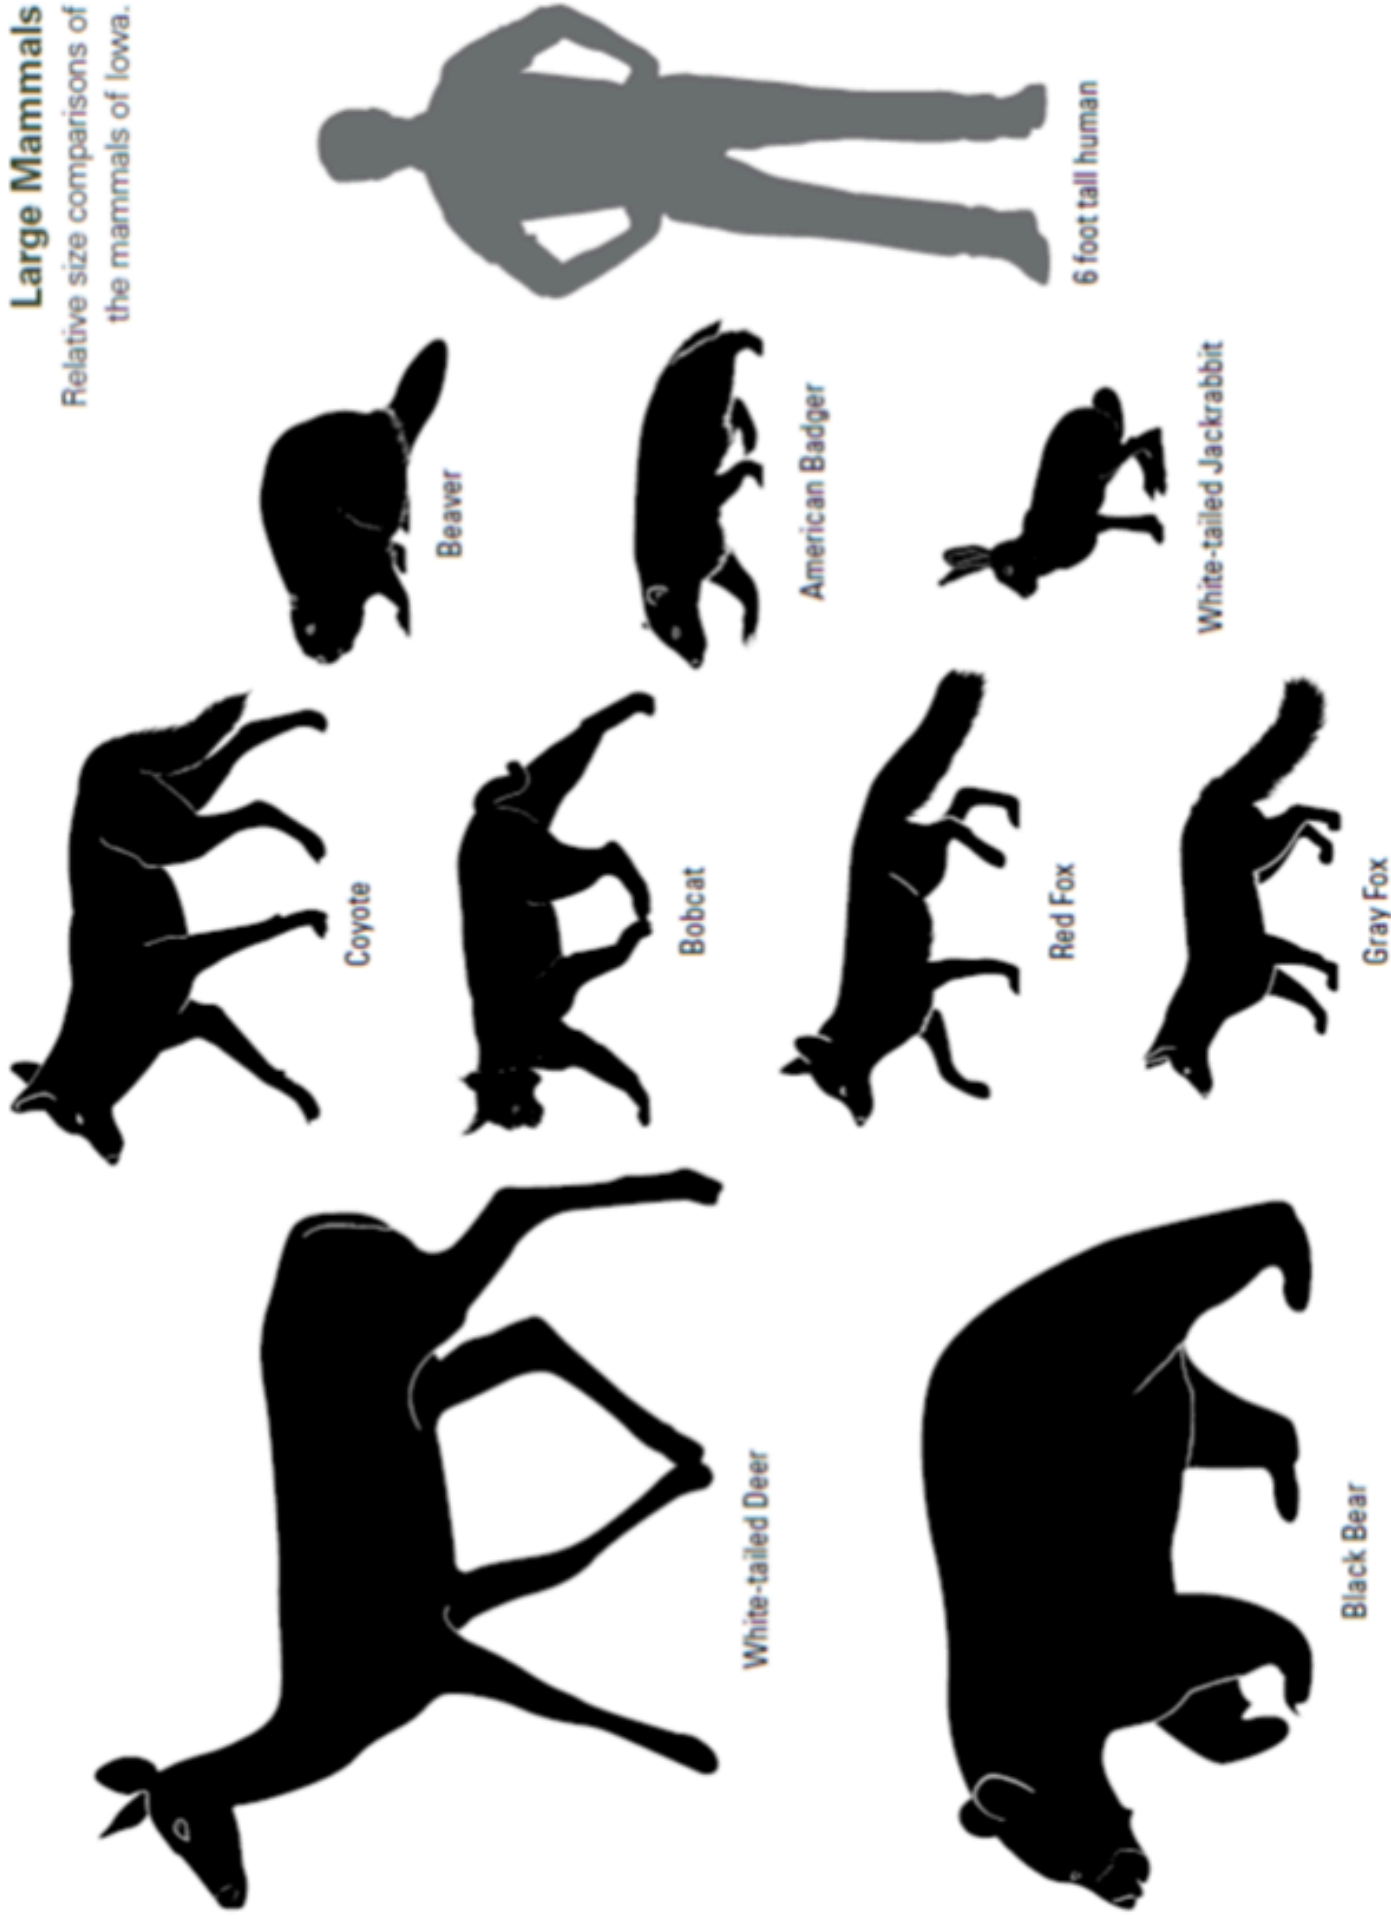 Large Mammals
Relative size comparisons of
the mammals of Iowa.
White-tailed Deer
Coyote
Beaver
Bobcat
American Badger
6 foot tall human
Black Bear
Red Fox
Gray Fox
White-tailed Jackrabbit